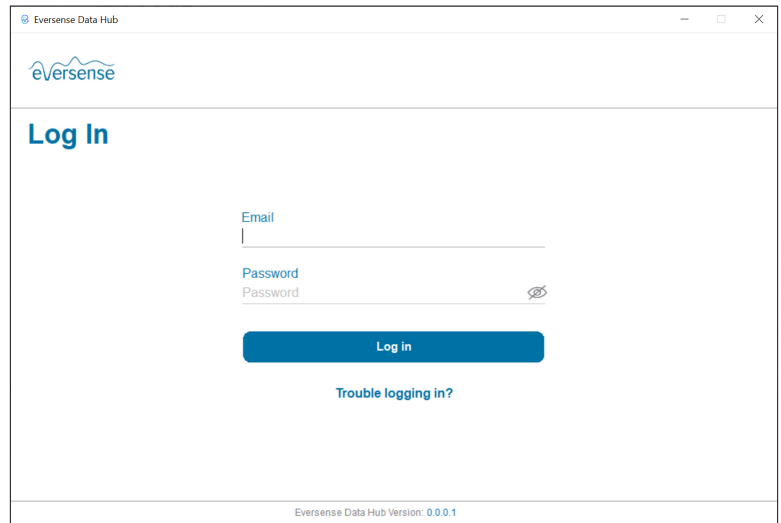 Eversense Data Hub
eversense
Log In
Email
Password
Password
Log in
Trouble logging in?
Eversense Data Hub Version: 0.0.0.1